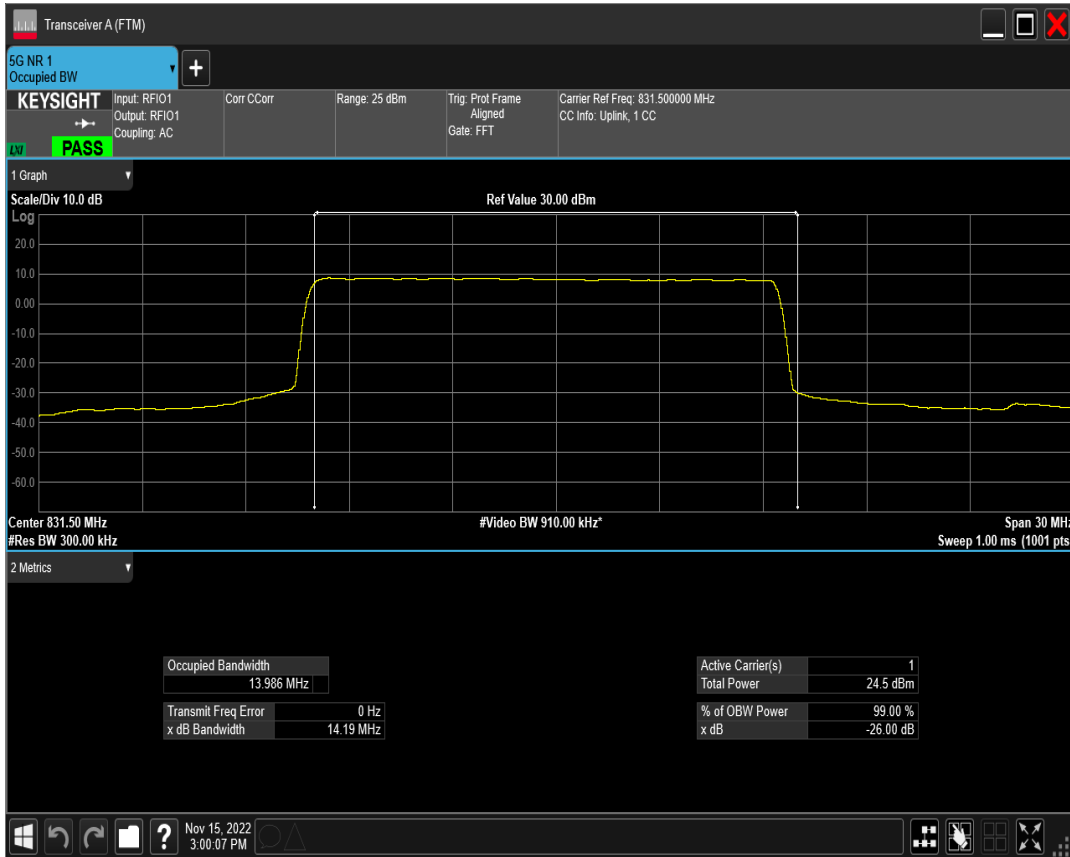 Transceiver A (FTM)
5G NR 1
Occupied BW
+
KEYSIGHT
LXI
PASS
Input: RFIO1
Output: RFIO1
Coupling: AC
Corr CCorr
Range: 25 dBm
Trig: Prot Frame
Aligned
Gate: FFT
Carrier Ref Freq: 831.500000 MHz
CC Info: Uplink, 1 CC
1 Graph
Scale/Div 10.0 dB
Ref Value 30.00 dBm
Log
20.0
10.0
0.00
-10.0
-20.0
-30.0
-40.0
-50.0
-60.0
Center 831.50 MHz
#Video BW 910.00 kHz*
Span 30 MHz
#Res BW 300.00 kHz
Sweep 1.00 ms (1001 pts
2 Metrics
Occupied Bandwidth
13.986 MHz
Transmit Freq Error 0 Hz
x dB Bandwidth 14.19 MHz
Active Carrier(s) 1
Total Power 24.5 dBm
% of OBW Power 99.00 %
x dB -26.00 dB
?
Nov 15, 2022
3:00:07 PM